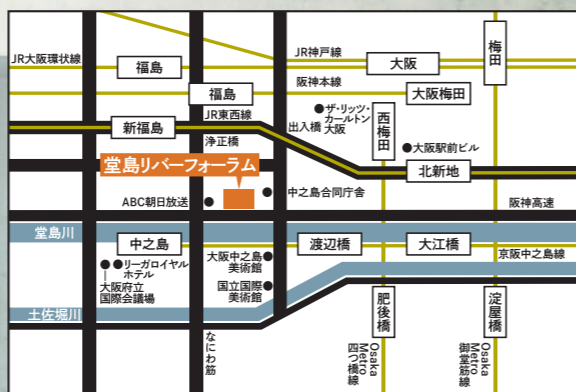 JR大阪環状線
福島
JR神戸線
大阪
梅田
阪神本線
福島
大阪梅田
JR東西線
新福島
出入橋
ザ・リッツ・
カールトン
大阪
西梅田
大阪駅前ビル
浄正橋
北新地
堂島リバーフォーラム
中之島合同庁舎
ABC朝日放送
阪神高速
堂島川
中之島
渡辺橋
大江橋
京阪中之島線
大阪中之島
美術館
リーガロイヤル
ホテル
大阪府立
国際会議場
国立国際
美術館
土佐堀川
なにわ筋
肥後橋
淀屋橋
Osaka
Metro
四つ橋線
Osaka
Metro
御堂筋線